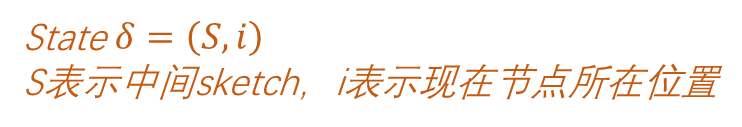 State δ = (S, i)
S表示中间sketch，i表示现在节点所在位置